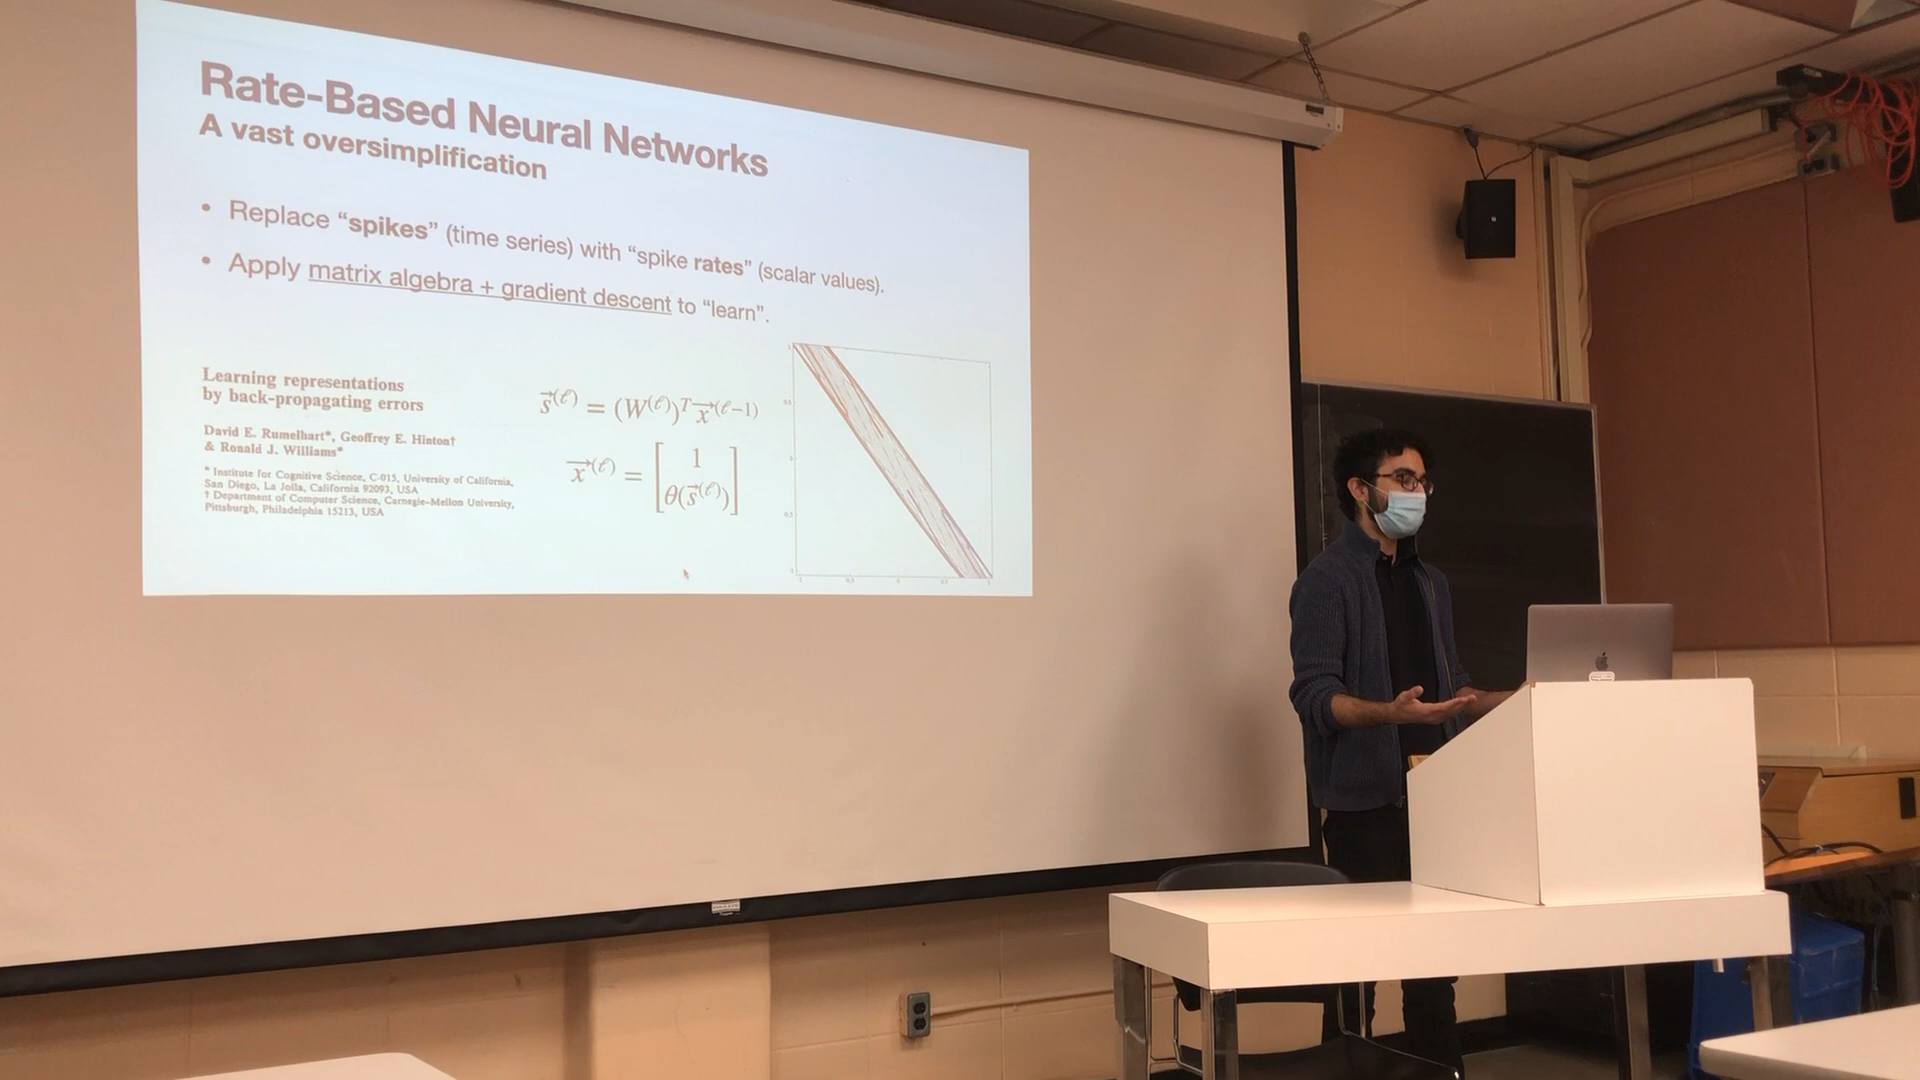 Rate-Based Neural Networks
A vast oversimplification
• Replace “spikes” (time series) with “spike rates” (scalar values).
• Apply matrix algebra + gradient descent to “learn”.
Learning representations
by back-propagating errors
David E. Rumelhart*, Geoffrey E. Hinton†
& Ronald J. Williams*
* Institute for Cognitive Science, C-015, University of California,
San Diego, La Jolla, California 92093, USA
† Department of Computer Science, Carnegie-Mellon University,
Pittsburgh, Philadelphia 15213, USA
s⃗^(ℓ) = (W^(ℓ))^T x⃗^(ℓ−1)
x⃗^(ℓ) = [1
θ(s⃗^(ℓ))]